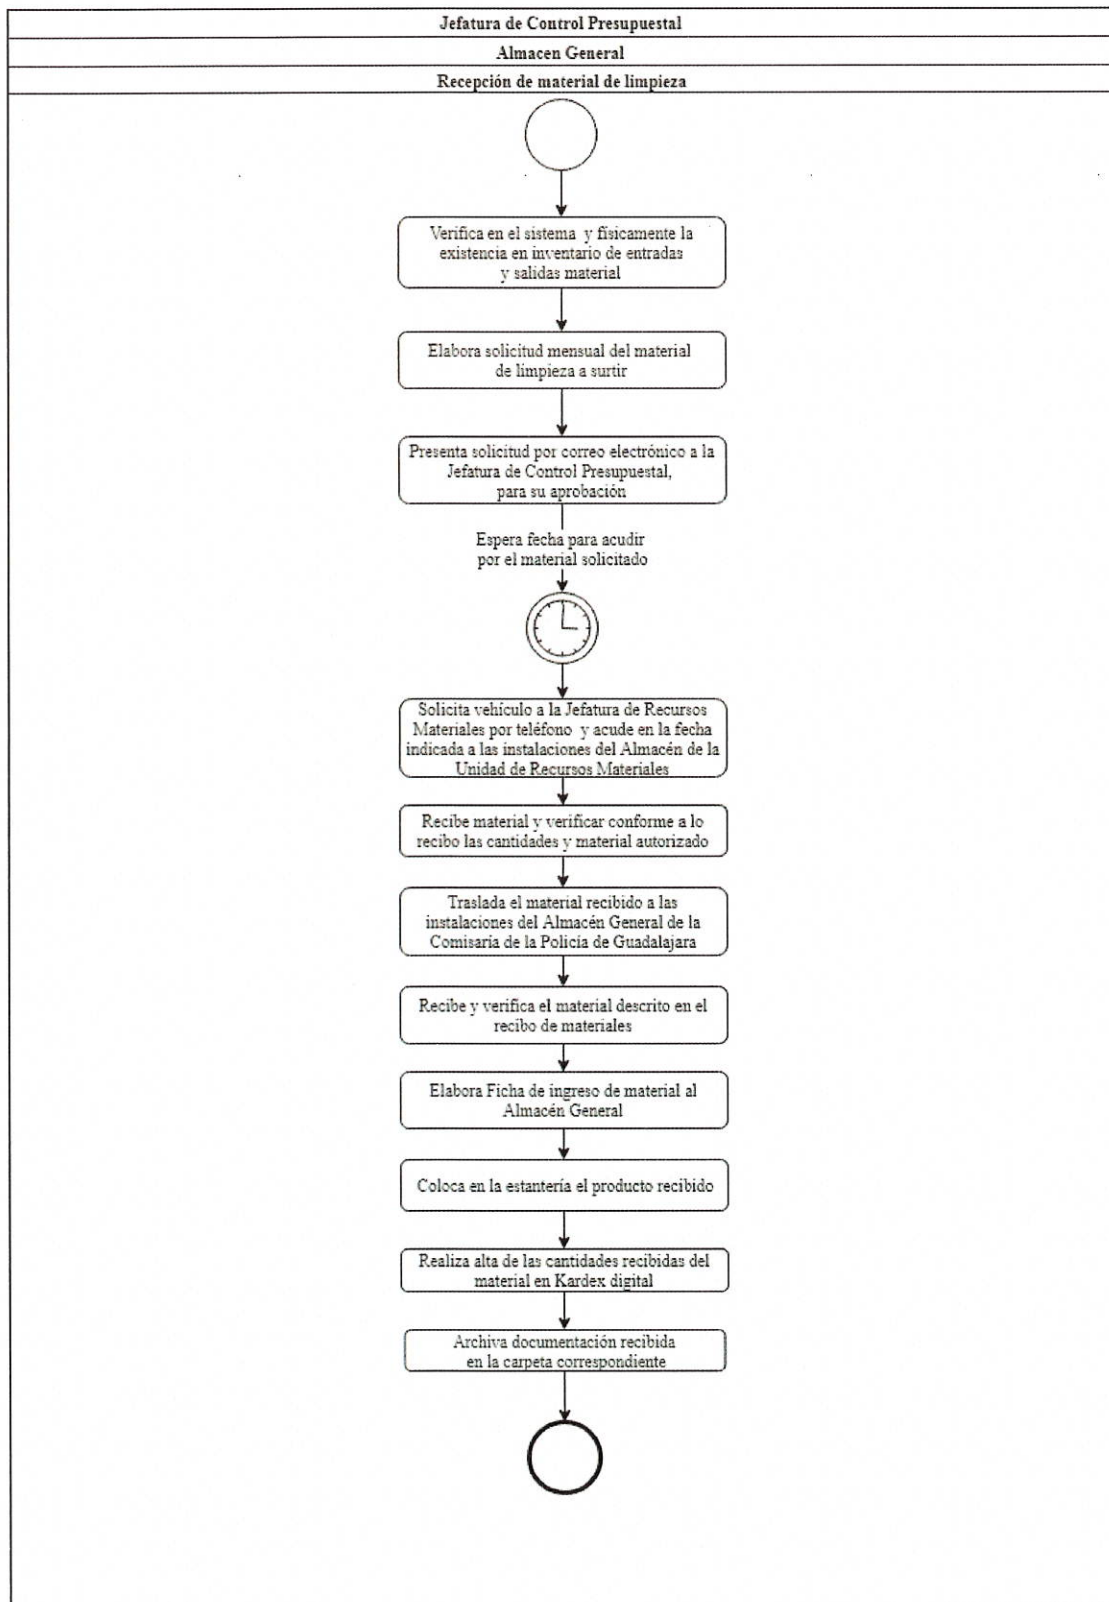 Jefatura de Control Presupuestal
Almacen General
Recepción de material de limpieza
Verifica en el sistema y físicamente la
existencia en inventario de entradas
y salidas material
Elabora solicitud mensual del material
de limpieza a surtir
Presenta solicitud por correo electrónico a la
Jefatura de Control Presupuestal,
para su aprobación
Espera fecha para acudir
por el material solicitado
Solicita vehículo a la Jefatura de Recursos
Materiales por teléfono y acude en la fecha
indicada a las instalaciones del Almacén de la
Unidad de Recursos Materiales
Recibe material y verificar conforme a lo
recibo las cantidades y material autorizado
Traslada el material recibido a las
instalaciones del Almacén General de la
Comisaría de la Policía de Guadalajara
Recibe y verifica el material descrito en el
recibo de materiales
Elabora Ficha de ingreso de material al
Almacén General
Coloca en la estantería el producto recibido
Realiza alta de las cantidades recibidas del
material en Kardex digital
Archiva documentación recibida
en la carpeta correspondiente